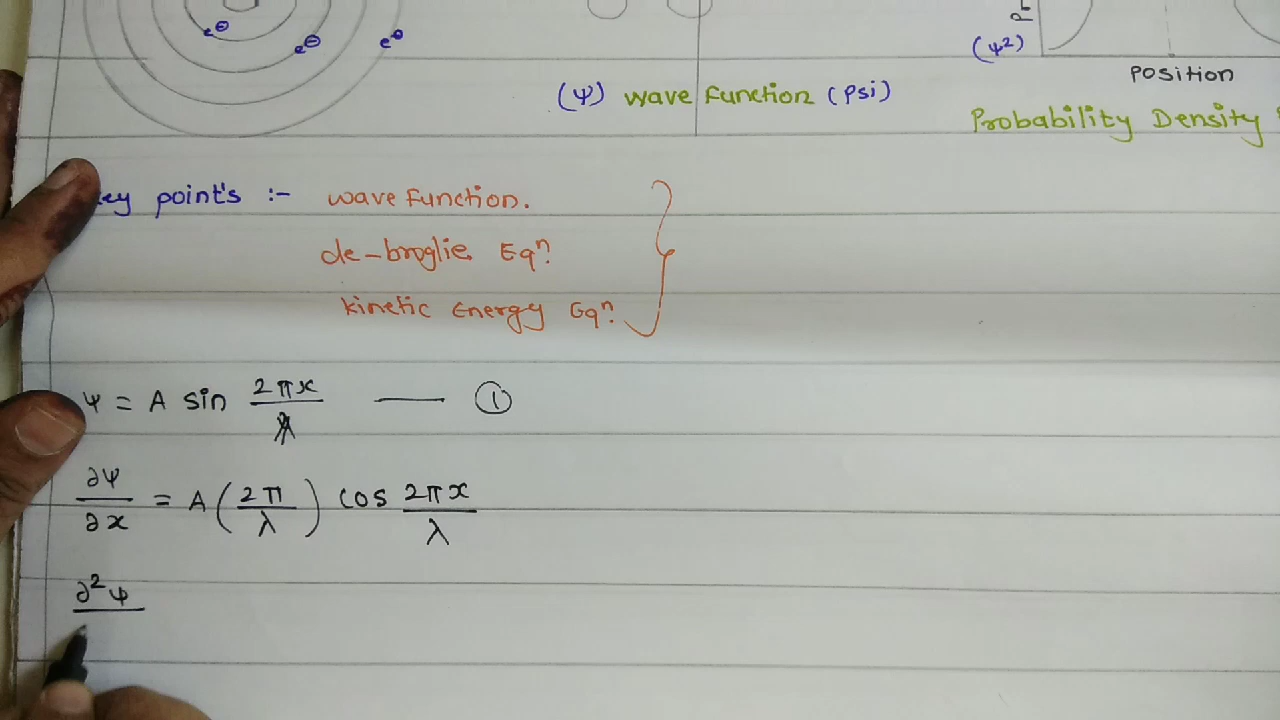 e⊖ e⊖ e⊖
(ψ²)
Position
(ψ) wave Function (Psi)
Probability Density
key point's :- wave Function.
de-broglie Eqⁿ.
kinetic Energy Eqⁿ.
ψ = A sin 2πx/λ —— ①
∂ψ/∂x = A(2π/λ) cos 2πx/λ
∂²ψ